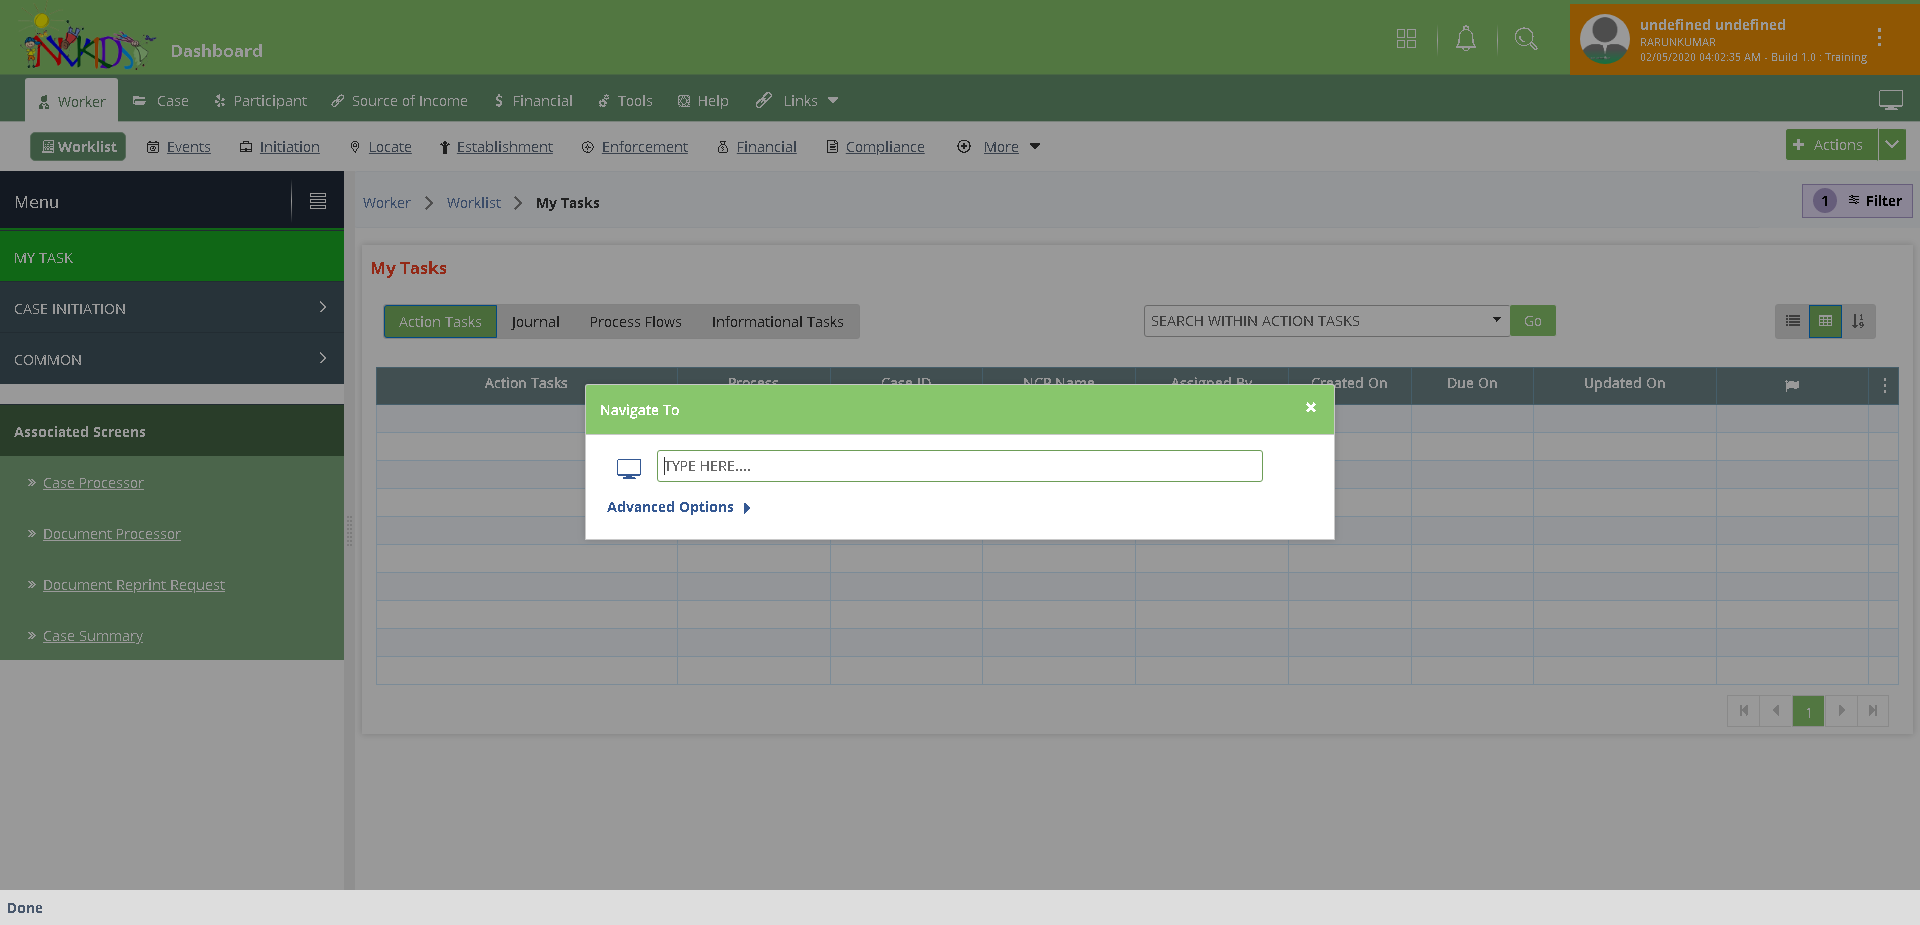 NCKIDS
Dashboard
undefined undefined
RARUNKUMAR
02/05/2020 04:02:35 AM - Build 1.0 : Training
Worker Case Participant Source of Income Financial Tools Help Links
Worklist Events Initiation Locate Establishment Enforcement Financial Compliance More
Actions
Menu
Worker Worklist My Tasks
1 Filter
MY TASK
CASE INITIATION
COMMON
Associated Screens
Case Processor
Document Processor
Document Reprint Request
Case Summary
My Tasks
Action Tasks Journal Process Flows Informational Tasks
SEARCH WITHIN ACTION TASKS Go
Action Tasks Process Case ID NCP Name Assigned By Created On Due On Updated On
Navigate To
TYPE HERE....
Advanced Options
1
Done